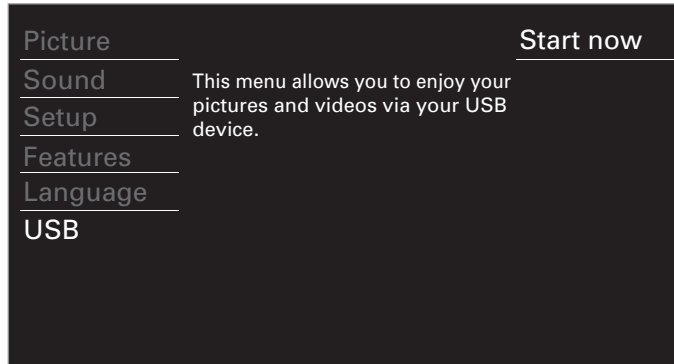 Picture
Sound
Setup
Features
Language
USB
This menu allows you to enjoy your
pictures and videos via your USB
device.
Start now